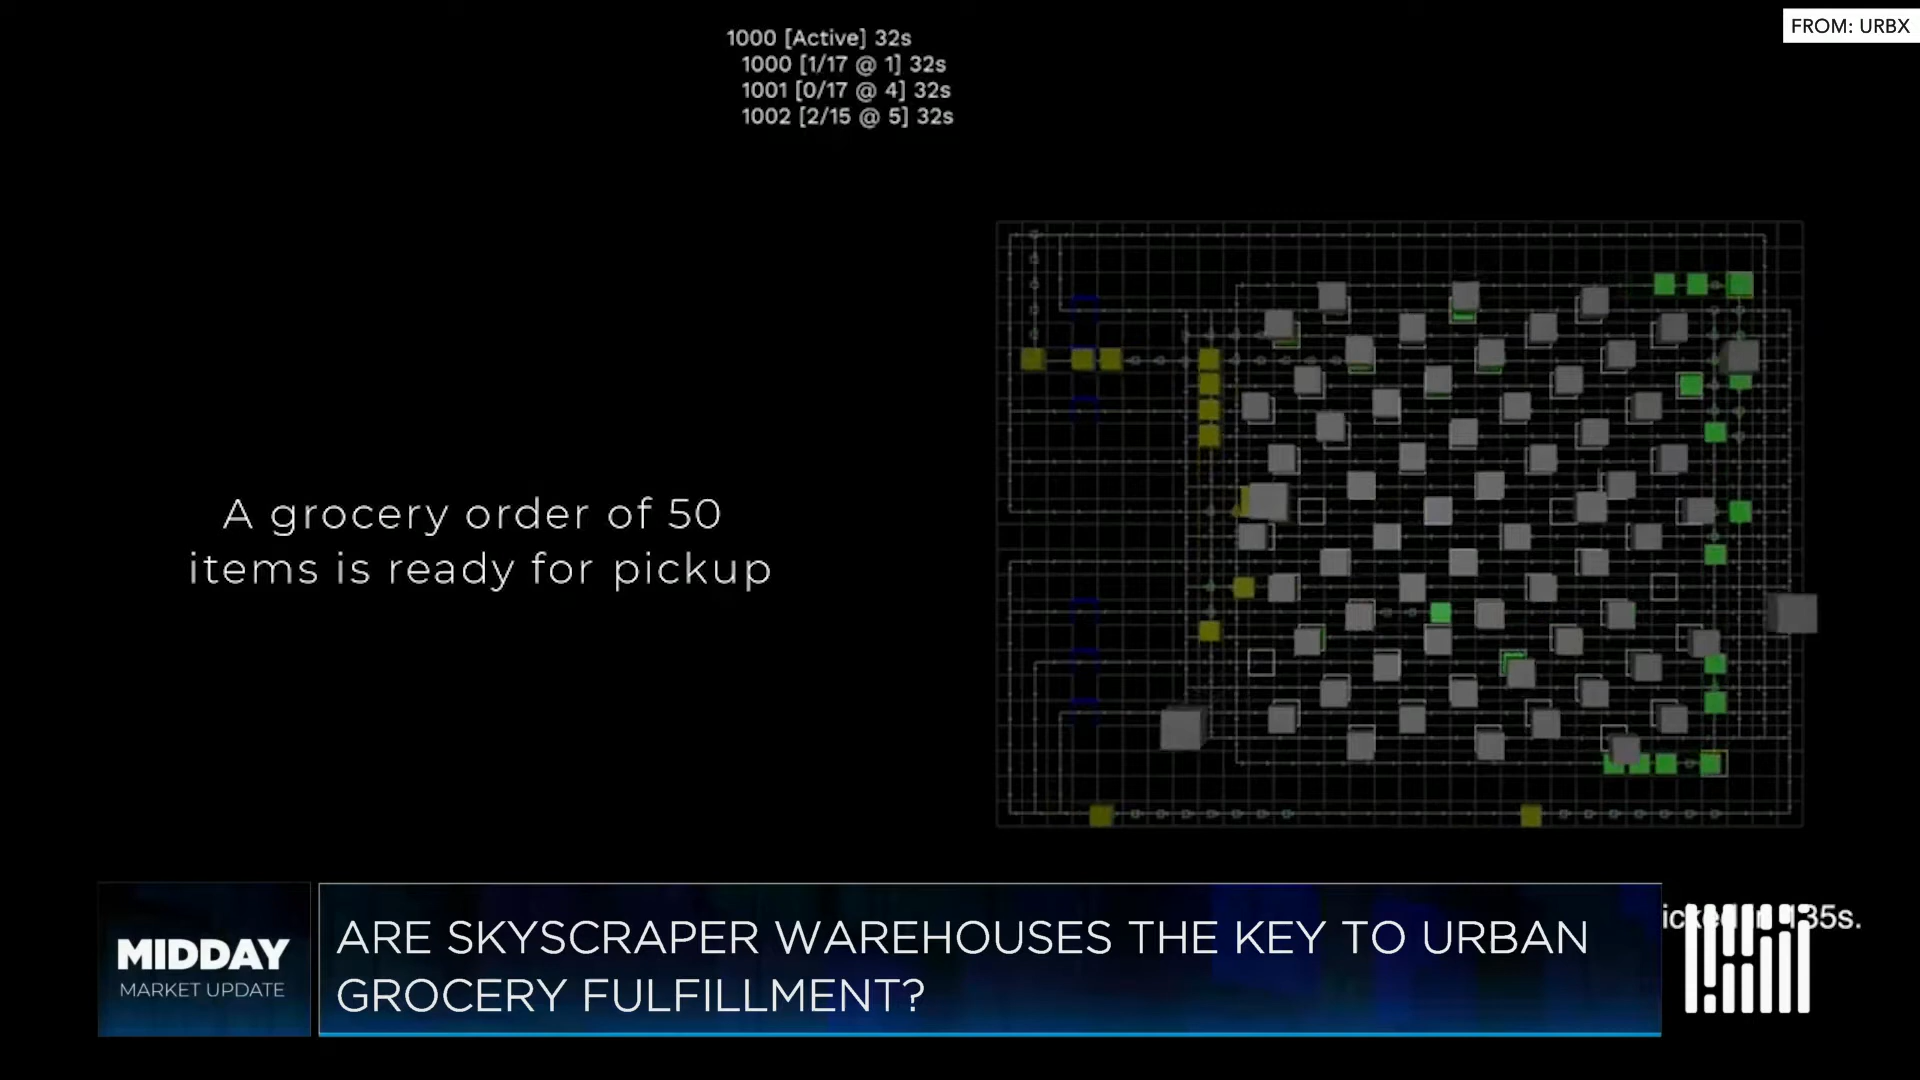 FROM: URBX
1000 [Active] 32s
1000 [1/17 @ 1] 32s
1001 [0/17 @ 4] 32s
1002 [2/15 @ 5] 32s
A grocery order of 50
items is ready for pickup
MIDDAY
MARKET UPDATE
ARE SKYSCRAPER WAREHOUSES THE KEY TO URBAN
GROCERY FULFILLMENT?